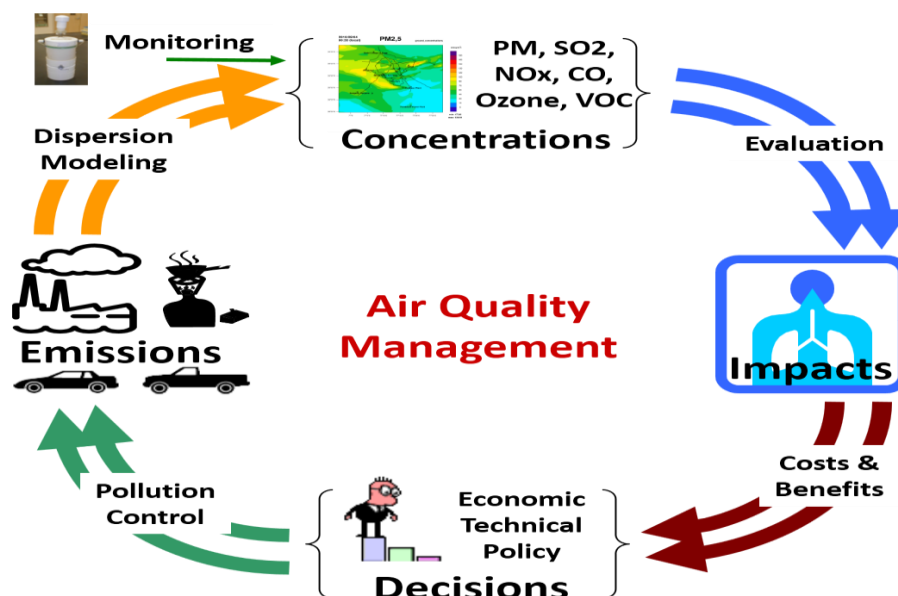 Monitoring
PM2.5
PM, SO2,
NOx, CO,
Ozone, VOC
Concentrations
Dispersion
Modeling
Evaluation
Emissions
Air Quality
Management
Impacts
Pollution
Control
Economic
Technical
Policy
Decisions
Costs &
Benefits